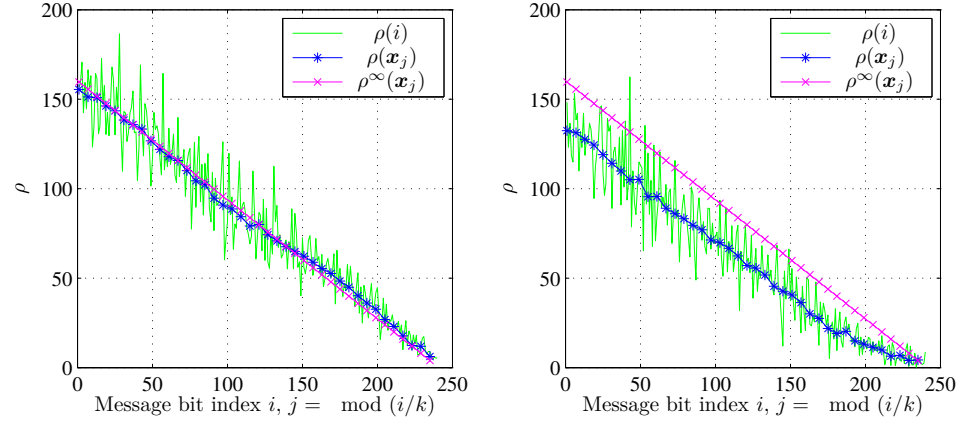 200
150
100
50
0
ρ
0 50 100 150 200 250
Message bit index i, j = mod (i/k)
ρ(i)
ρ(x_j)
ρ^∞(x_j)
200
150
100
50
0
ρ
0 50 100 150 200 250
Message bit index i, j = mod (i/k)
ρ(i)
ρ(x_j)
ρ^∞(x_j)